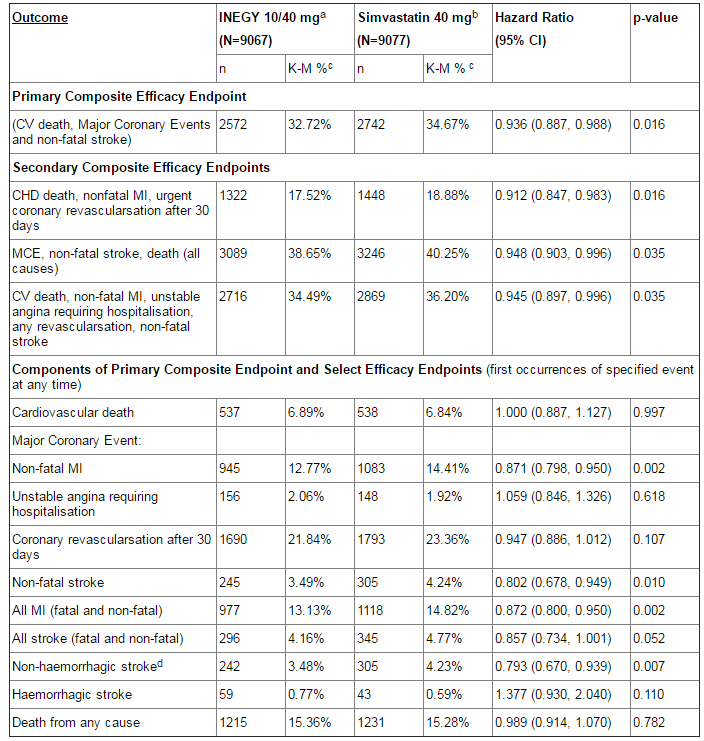 Outcome INEGY 10/40 mgᵃ Simvastatin 40 mgᵇ Hazard Ratio p-value
(N=9067) (N=9077) (95% CI)
n K-M %ᶜ n K-M % ᶜ
Primary Composite Efficacy Endpoint
(CV death, Major Coronary Events 2572 32.72% 2742 34.67% 0.936 (0.887, 0.988) 0.016
and non-fatal stroke)
Secondary Composite Efficacy Endpoints
CHD death, nonfatal MI, urgent 1322 17.52% 1448 18.88% 0.912 (0.847, 0.983) 0.016
coronary revascularsation after 30
days
MCE, non-fatal stroke, death (all 3089 38.65% 3246 40.25% 0.948 (0.903, 0.996) 0.035
causes)
CV death, non-fatal MI, unstable 2716 34.49% 2869 36.20% 0.945 (0.897, 0.996) 0.035
angina requiring hospitalisation,
any revascularsation, non-fatal
stroke
Components of Primary Composite Endpoint and Select Efficacy Endpoints (first occurrences of specified event
at any time)
Cardiovascular death 537 6.89% 538 6.84% 1.000 (0.887, 1.127) 0.997
Major Coronary Event:
Non-fatal MI 945 12.77% 1083 14.41% 0.871 (0.798, 0.950) 0.002
Unstable angina requiring 156 2.06% 148 1.92% 1.059 (0.846, 1.326) 0.618
hospitalisation
Coronary revascularsation after 30 1690 21.84% 1793 23.36% 0.947 (0.886, 1.012) 0.107
days
Non-fatal stroke 245 3.49% 305 4.24% 0.802 (0.678, 0.949) 0.010
All MI (fatal and non-fatal) 977 13.13% 1118 14.82% 0.872 (0.800, 0.950) 0.002
All stroke (fatal and non-fatal) 296 4.16% 345 4.77% 0.857 (0.734, 1.001) 0.052
Non-haemorrhagic strokeᵈ 242 3.48% 305 4.23% 0.793 (0.670, 0.939) 0.007
Haemorrhagic stroke 59 0.77% 43 0.59% 1.377 (0.930, 2.040) 0.110
Death from any cause 1215 15.36% 1231 15.28% 0.989 (0.914, 1.070) 0.782